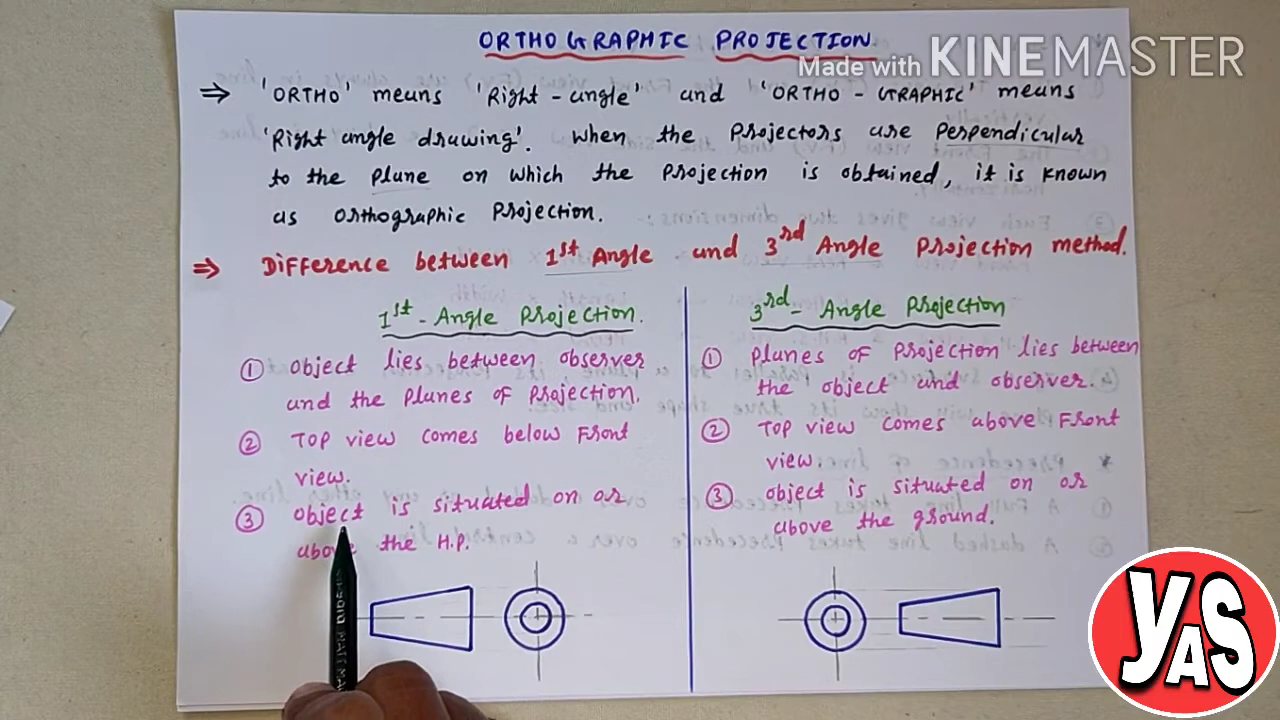 ORTHOGRAPHIC PROJECTION.
Made with KINEMASTER
⇒ 'ORTHO' means 'Right-angle' and 'ORTHO-GRAPHIC' means
'Right angle drawing'. When the Projectors are Perpendicular
to the plane on which the Projection is obtained, it is known
as Orthographic Projection.
⇒ Difference between 1st Angle and 3rd Angle Projection method.
1st-Angle Projection.
① Object lies between observer
and the planes of Projection.
② Top view comes below Front
view.
③ object is situated on or
above the H.P.
3rd-Angle Projection
① Planes of Projection lies between
the object and observer.
② Top view comes above Front
view.
③ object is situated on or
above the ground.
YAS